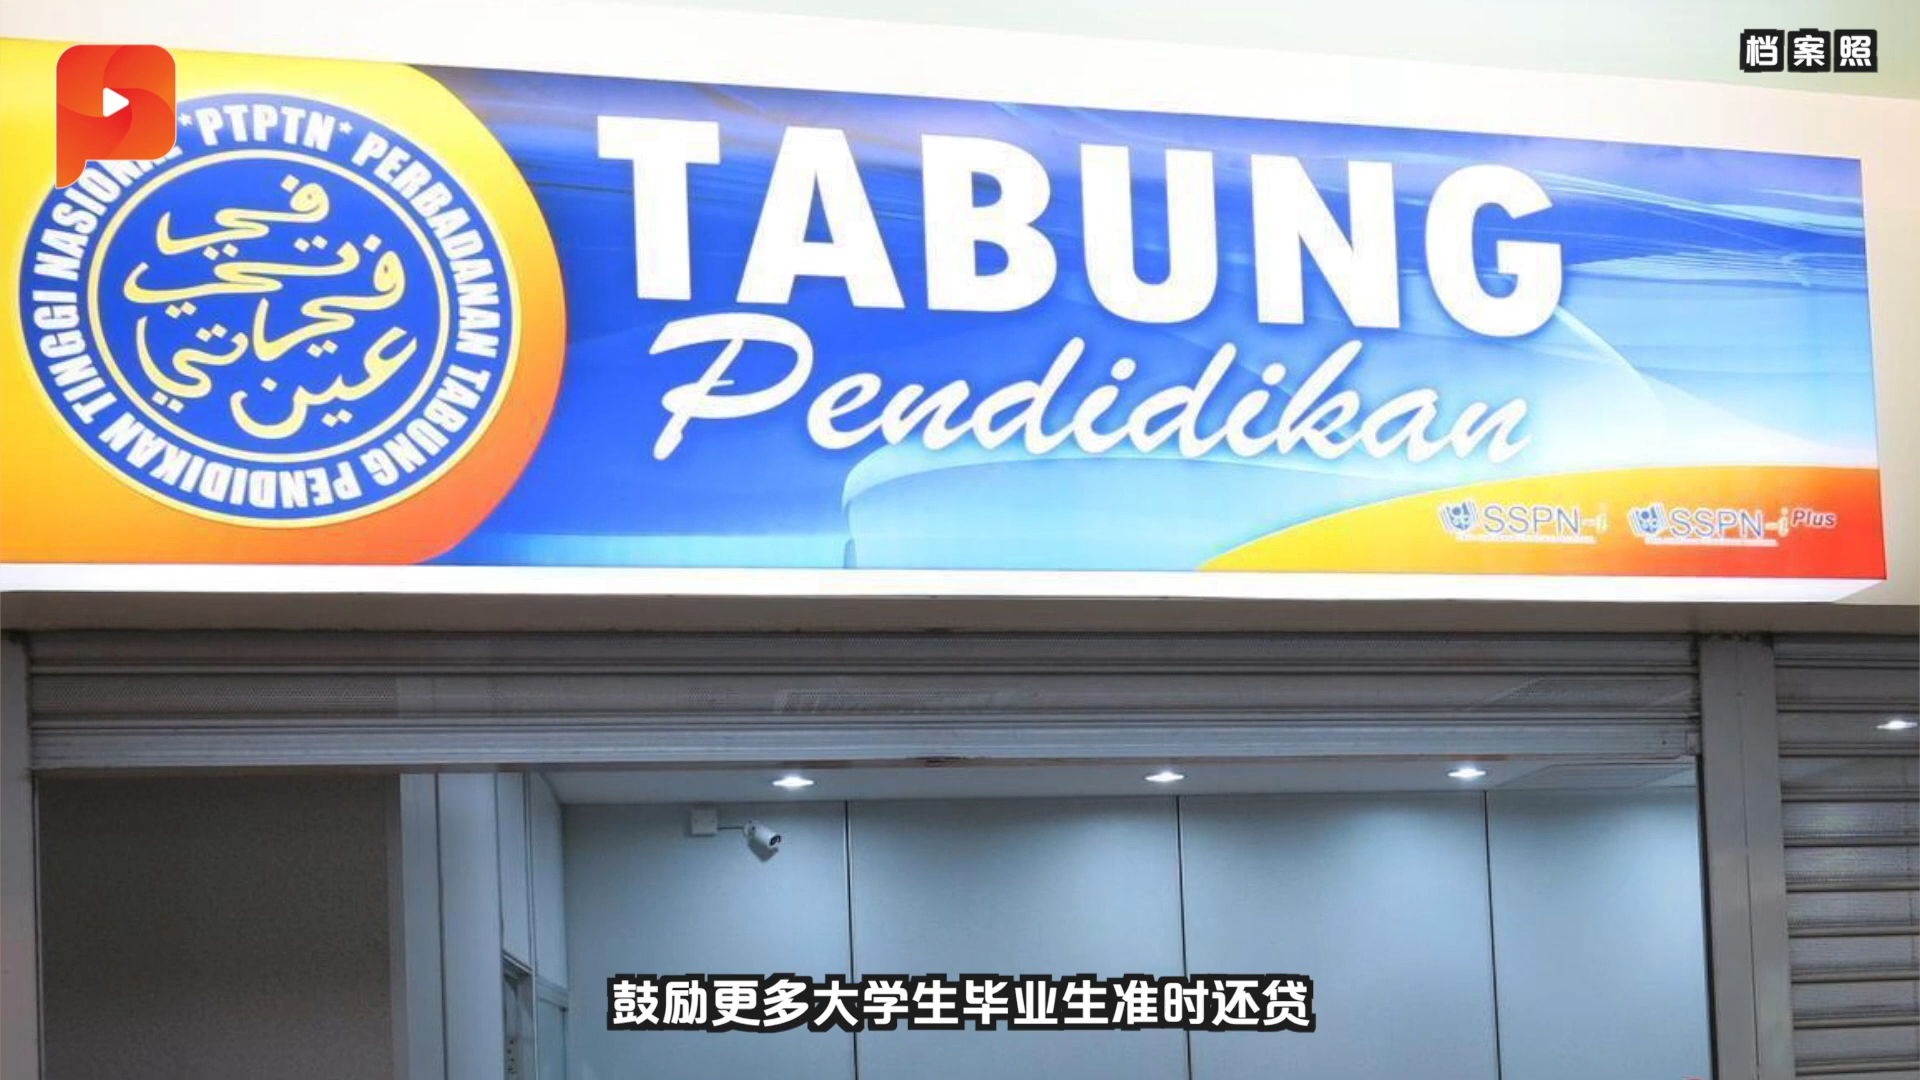 档案照
*PTPTN* PERBADANAN TABUNG PENDIDIKAN TINGGI NASIONAL
TABUNG
Pendidikan
SSPN-i
SSPN-i Plus
鼓励更多大学生毕业生准时还贷